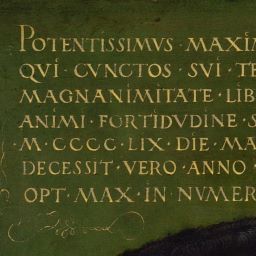 POTENTISSIMUS · MAXIM
QVI · CVNCTOS · SVI · TE
MAGNANIMITATE · LIB
ANIMI · FORTIDVDINE · S
M · CCCC · LIX · DIE · MA
DECESSIT · VERO · ANNO ·
OPT · MAX · IN · NVMER